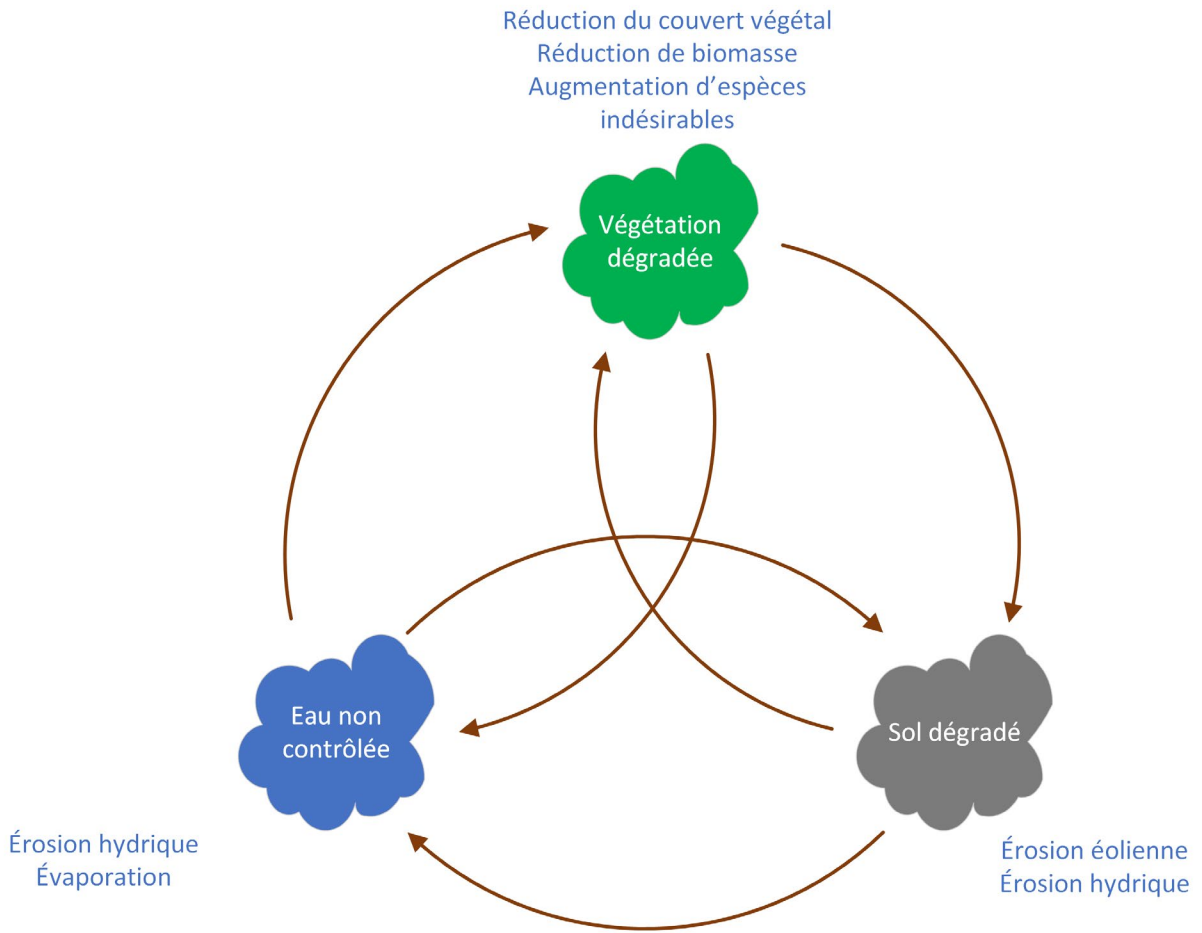 Réduction du couvert végétal
Réduction de biomasse
Augmentation d’espèces
indésirables
Végétation
dégradée
Eau non
contrôlée
Sol dégradé
Érosion hydrique
Évaporation
Érosion éolienne
Érosion hydrique